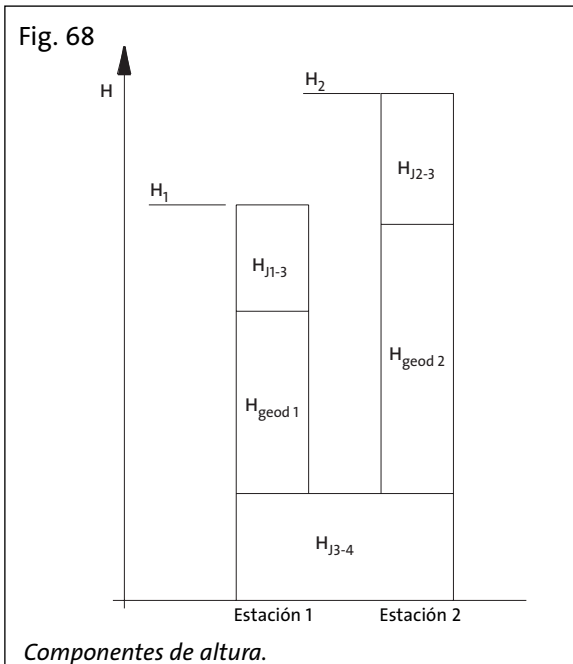 Fig. 68
H
H2
HJ2-3
H1
HJ1-3
Hgeod 2
Hgeod 1
HJ3-4
Estación 1
Estación 2
Componentes de altura.